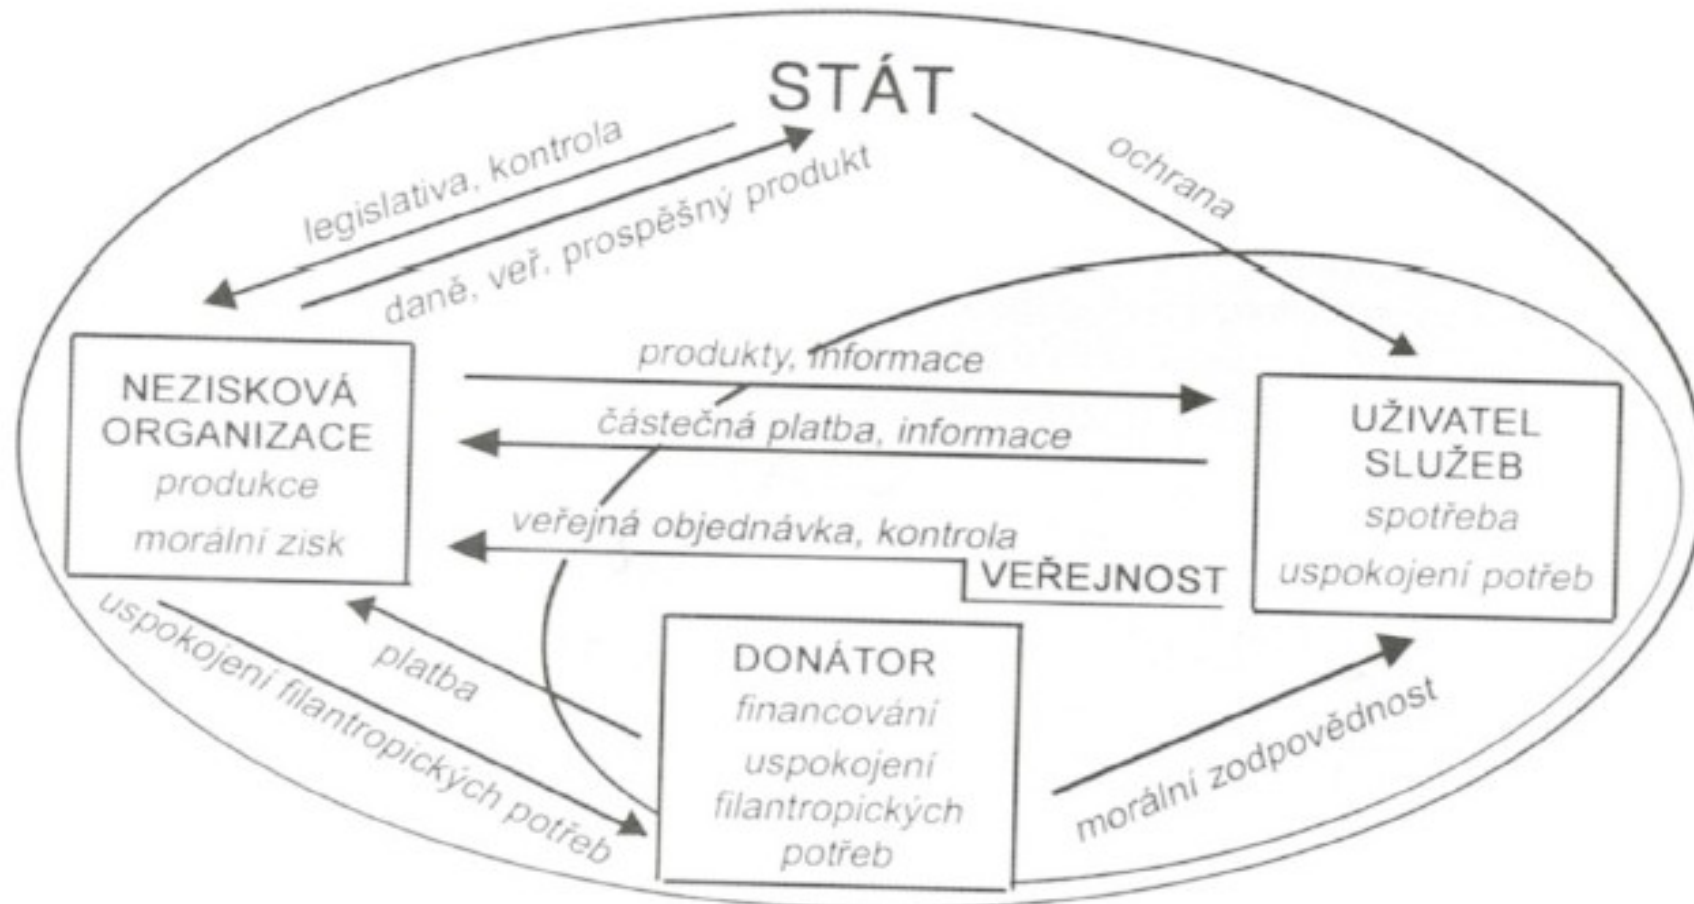 STÁT
legislativa, kontrola
daně, veř. prospěšný produkt
ochrana
produkty, informace
částečná platba, informace
veřejná objednávka, kontrola
VEŘEJNOST
NEZISKOVÁ
ORGANIZACE
produkce
morální zisk
UŽIVATEL
SLUŽEB
spotřeba
uspokojení potřeb
uspokojení filantropických potřeb
platba
DONÁTOR
financování
uspokojení
filantropických
potřeb
morální zodpovědnost